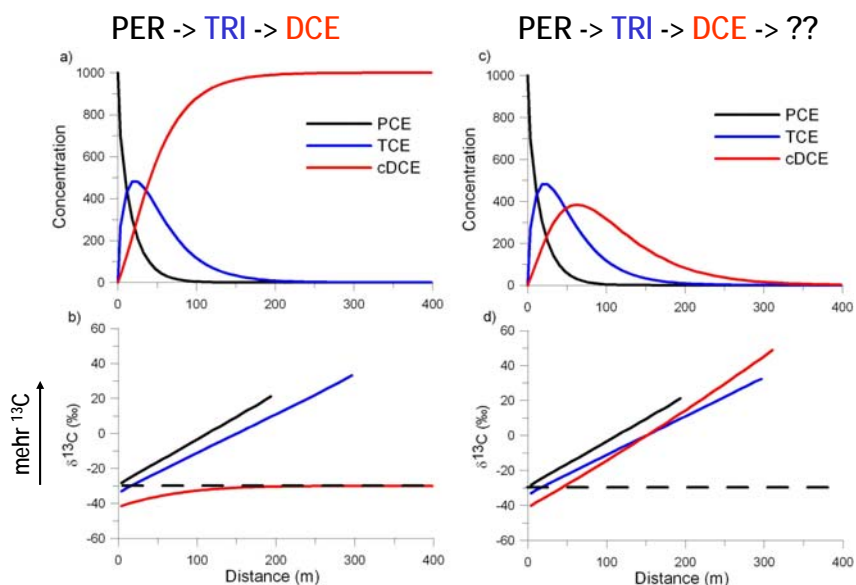 PER -> TRI -> DCE
a)
1000
800
600
400
200
0
Concentration
PCE
TCE
cDCE
0
100
200
300
400
b)
60
40
20
0
-20
-40
-60
mehr ¹³C
δ¹³C (‰)
0
100
200
300
400
Distance (m)
PER -> TRI -> DCE -> ??
c)
1000
800
600
400
200
0
Concentration
PCE
TCE
cDCE
0
100
200
300
400
d)
60
40
20
0
-20
-40
-60
δ¹³C (‰)
0
100
200
300
400
Distance (m)